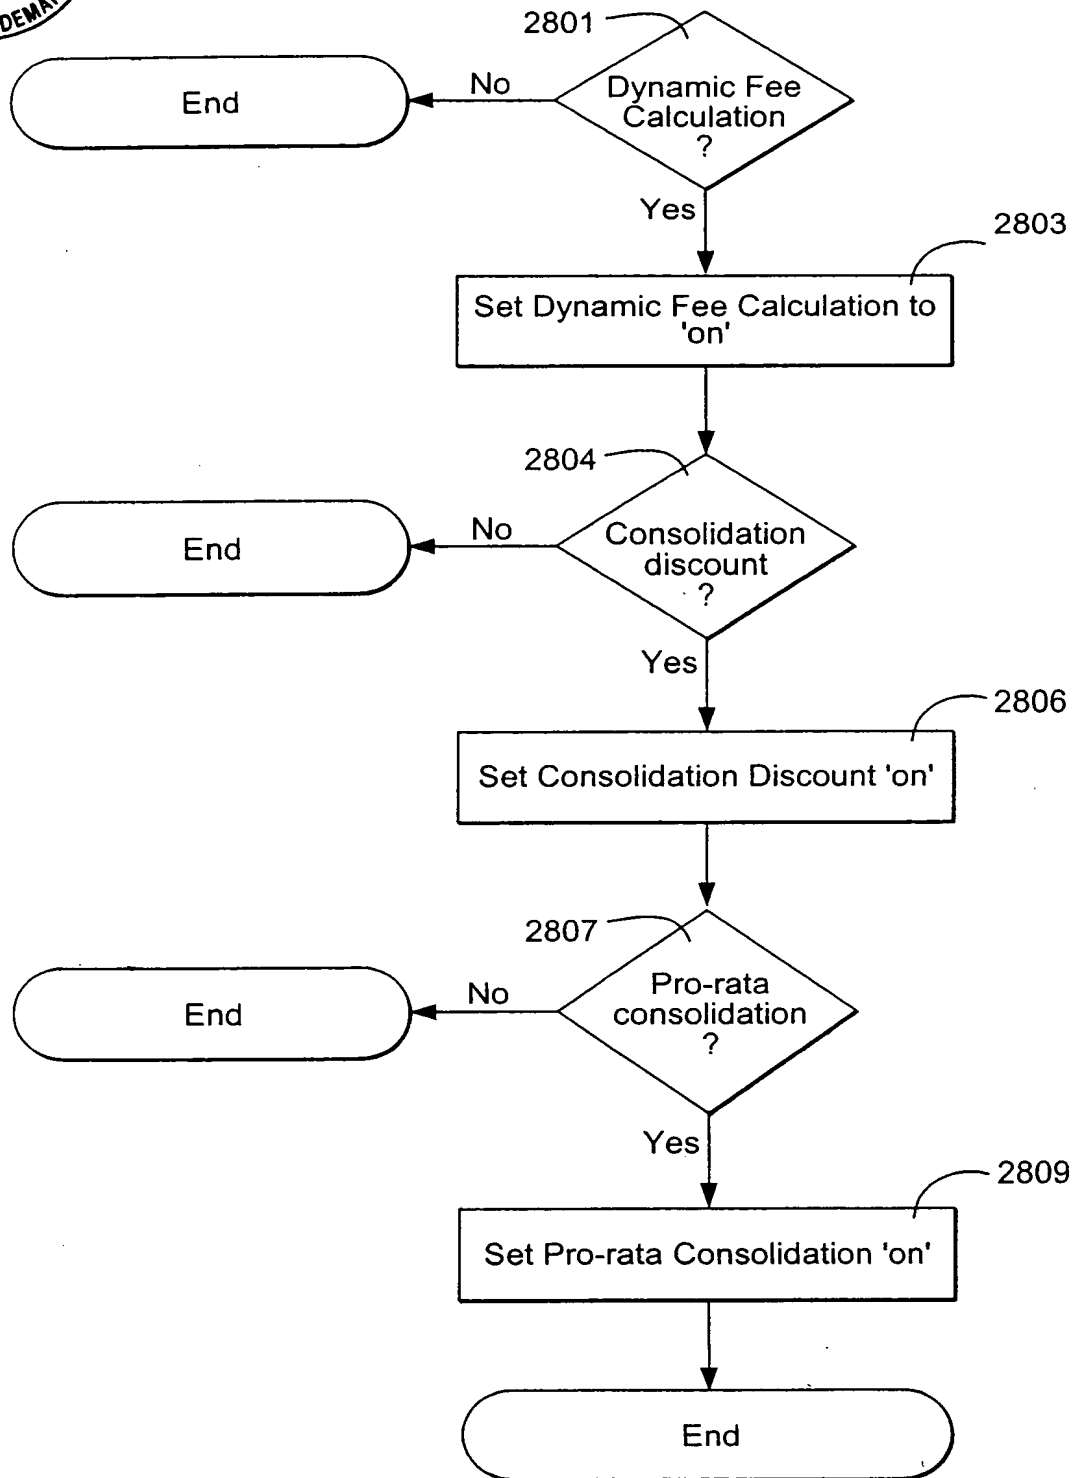 2801
Dynamic Fee
Calculation
?
No
End
Yes
2803
Set Dynamic Fee Calculation to
'on'
2804
Consolidation
discount
?
No
End
Yes
2806
Set Consolidation Discount 'on'
2807
Pro-rata
consolidation
?
No
End
Yes
2809
Set Pro-rata Consolidation 'on'
End